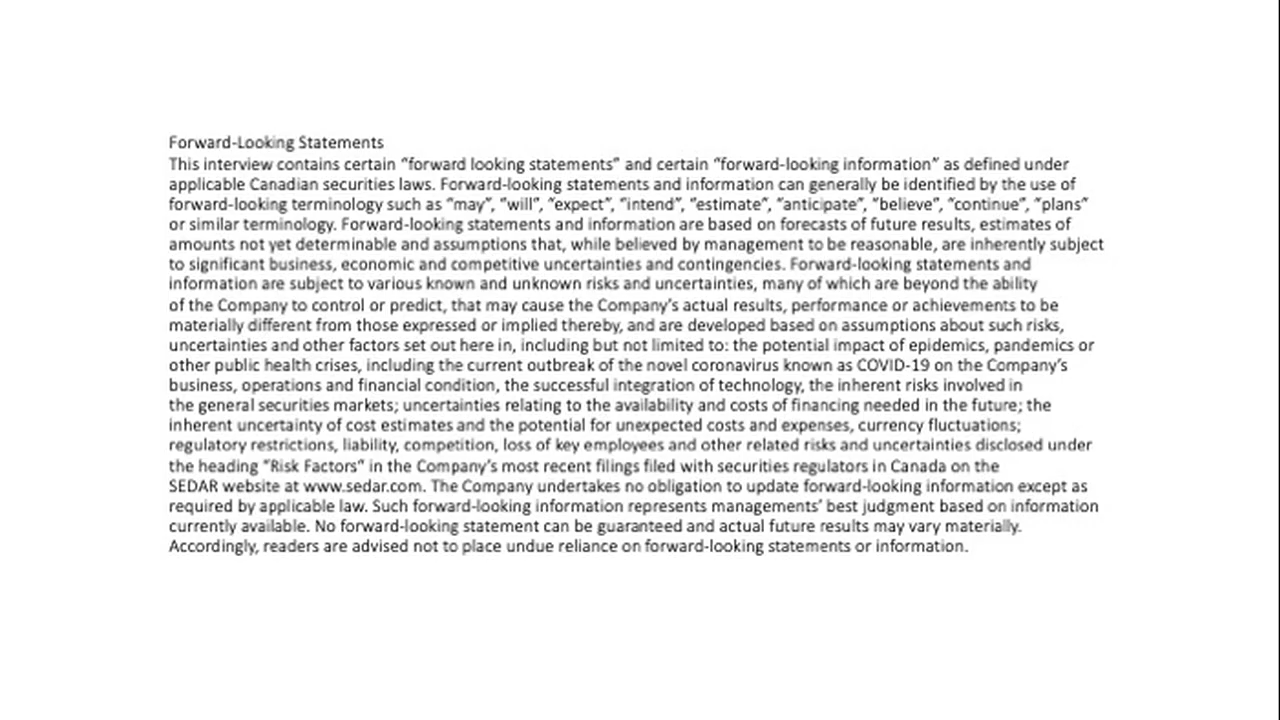 Forward-Looking Statements
This interview contains certain “forward looking statements” and certain “forward-looking information” as defined under
applicable Canadian securities laws. Forward-looking statements and information can generally be identified by the use of
forward-looking terminology such as “may”, “will”, “expect”, “intend”, “estimate”, “anticipate”, “believe”, “continue”, “plans”
or similar terminology. Forward-looking statements and information are based on forecasts of future results, estimates of
amounts not yet determinable and assumptions that, while believed by management to be reasonable, are inherently subject
to significant business, economic and competitive uncertainties and contingencies. Forward-looking statements and
information are subject to various known and unknown risks and uncertainties, many of which are beyond the ability
of the Company to control or predict, that may cause the Company’s actual results, performance or achievements to be
materially different from those expressed or implied thereby, and are developed based on assumptions about such risks,
uncertainties and other factors set out here in, including but not limited to: the potential impact of epidemics, pandemics or
other public health crises, including the current outbreak of the novel coronavirus known as COVID-19 on the Company’s
business, operations and financial condition, the successful integration of technology, the inherent risks involved in
the general securities markets; uncertainties relating to the availability and costs of financing needed in the future; the
inherent uncertainty of cost estimates and the potential for unexpected costs and expenses, currency fluctuations;
regulatory restrictions, liability, competition, loss of key employees and other related risks and uncertainties disclosed under
the heading “Risk Factors” in the Company’s most recent filings filed with securities regulators in Canada on the
SEDAR website at www.sedar.com. The Company undertakes no obligation to update forward-looking information except as
required by applicable law. Such forward-looking information represents managements’ best judgment based on information
currently available. No forward-looking statement can be guaranteed and actual future results may vary materially.
Accordingly, readers are advised not to place undue reliance on forward-looking statements or information.